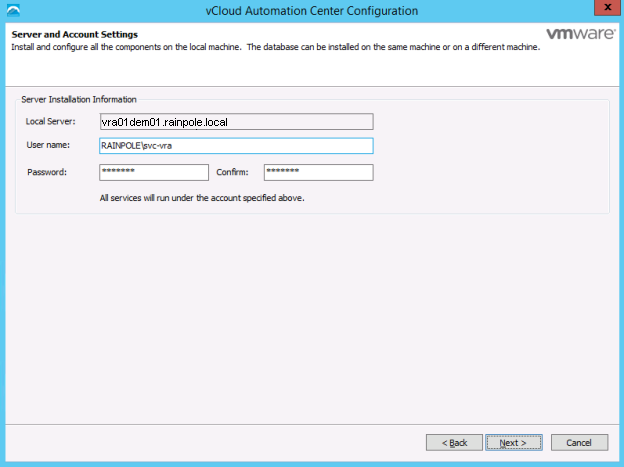 vCloud Automation Center Configuration
x
Server and Account Settings
vmware
Install and configure all the components on the local machine. The database can be installed on the same machine or on a different machine.
Server Installation Information
Local Server: vra01dem01.rainpole.local
User name: RAINPOLE\svc-vra
Password: ******* Confirm: *******
All services will run under the account specified above.
< Back Next > Cancel